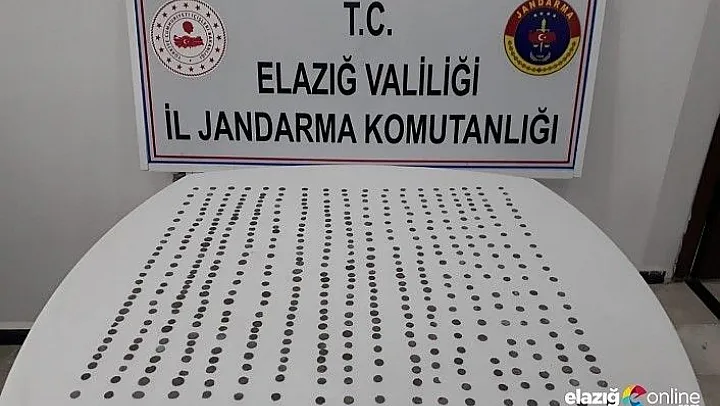 T.C.
ELAZIĞ VALİLİĞİ
İL JANDARMA KOMUTANLIĞI
JANDARMA
elazığ online